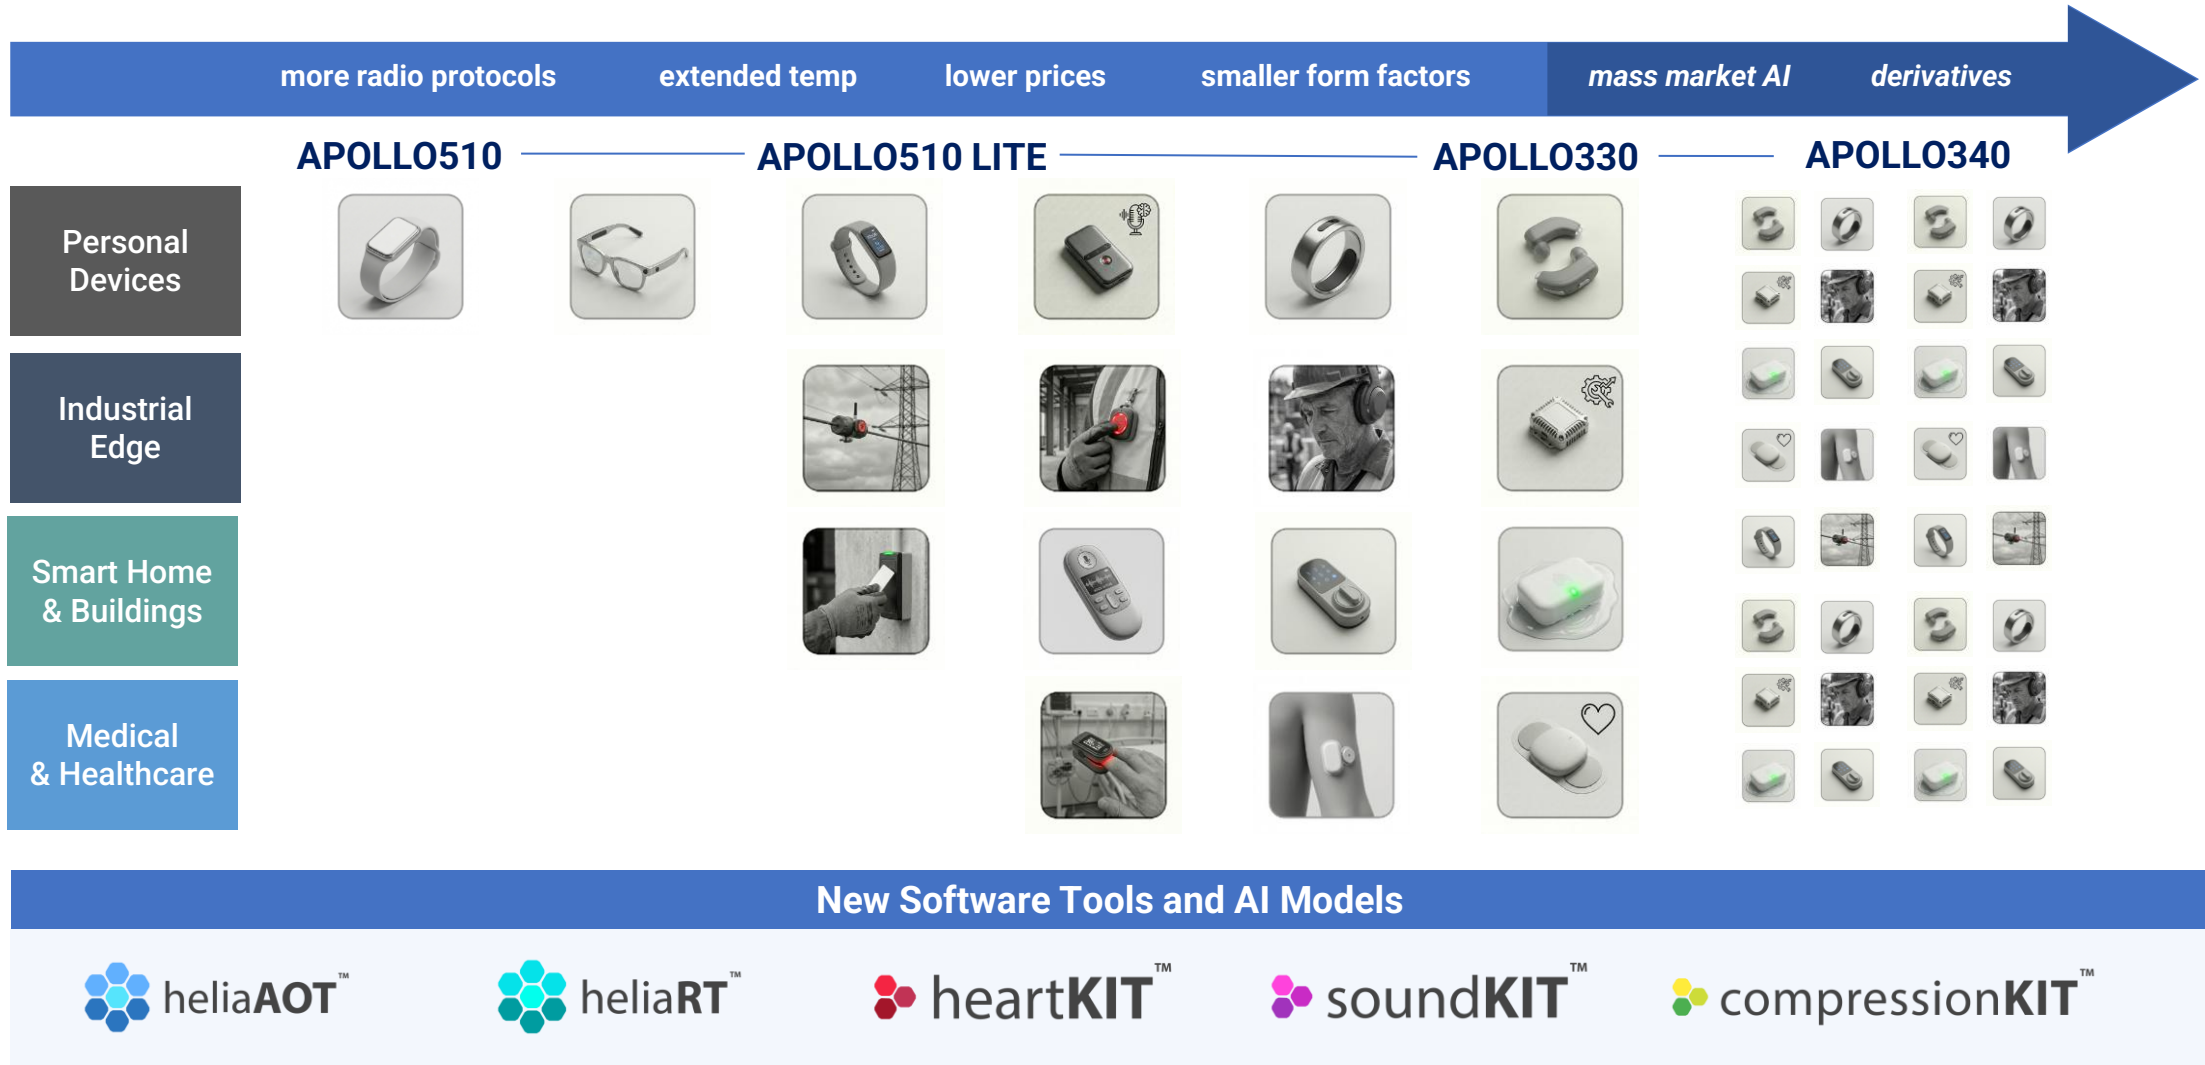 more radio protocols extended temp lower prices smaller form factors mass market AI derivatives
APOLLO510 APOLLO510 LITE APOLLO330 APOLLO340
Personal
Devices
Industrial
Edge
Smart Home
& Buildings
Medical
& Healthcare
New Software Tools and AI Models
heliaAOT™
heliaRT™
heartKIT™
soundKIT™
compressionKIT™